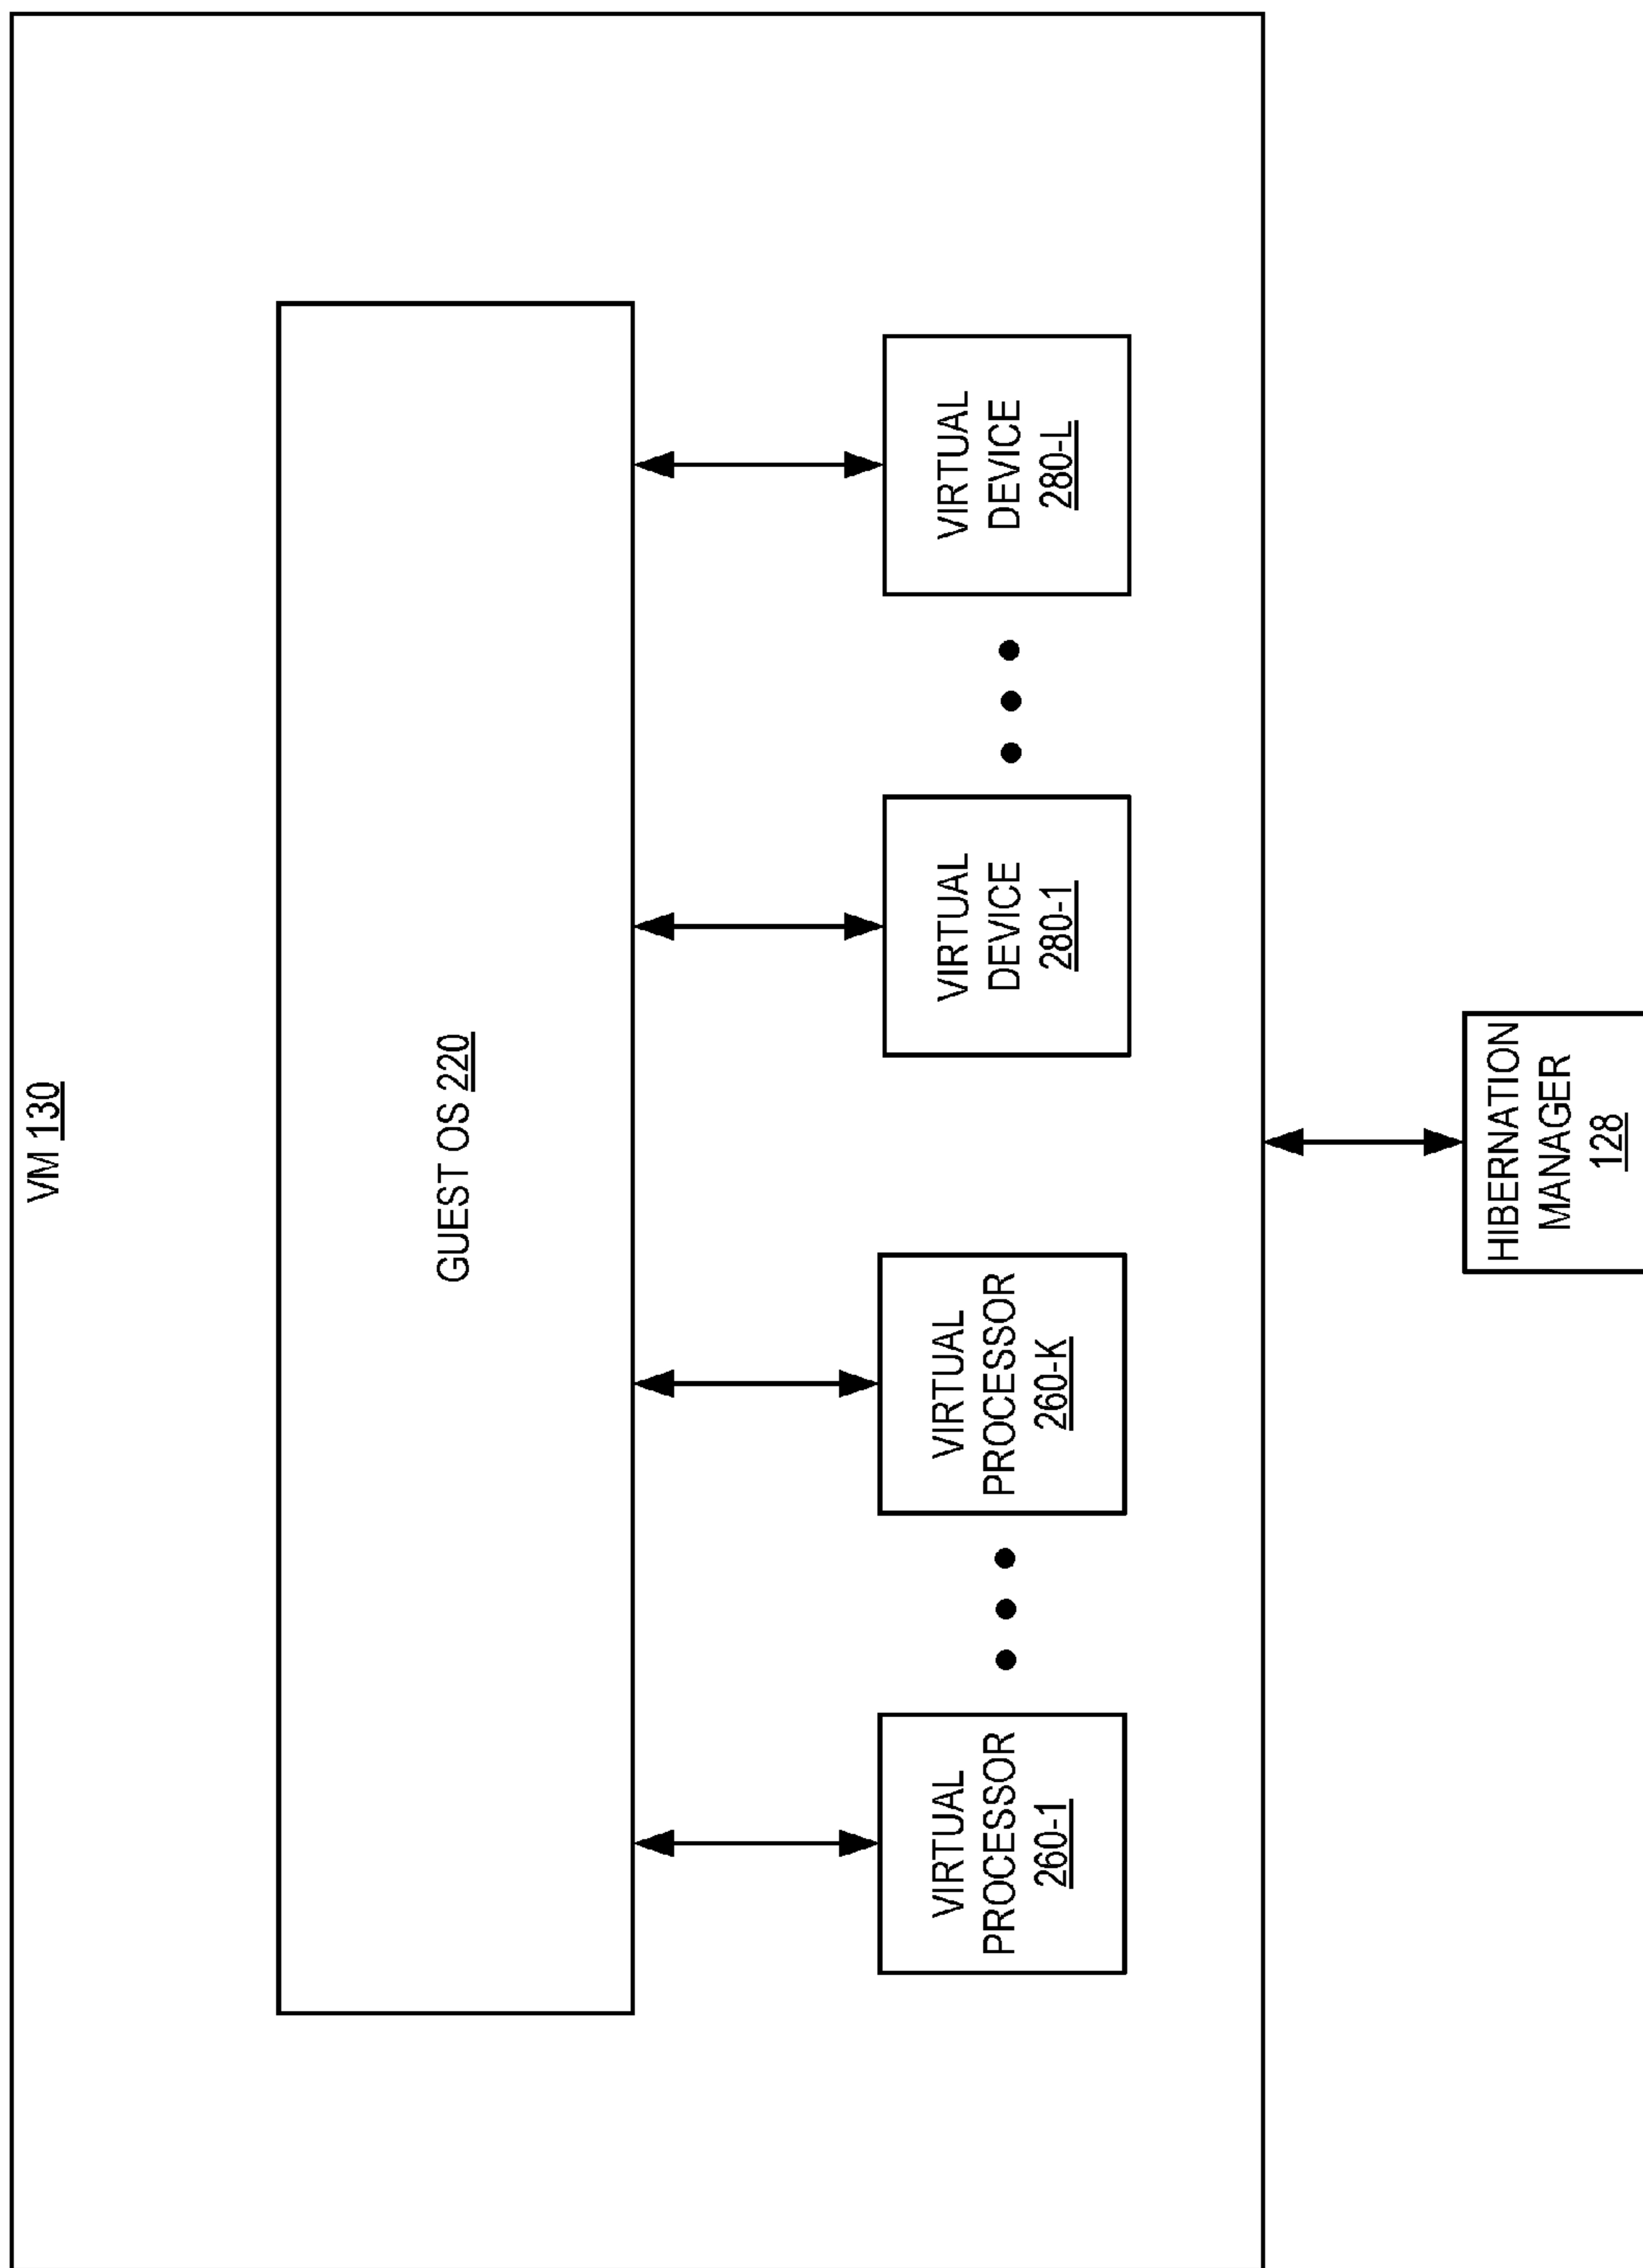 VM 130
GUEST OS 220
VIRTUAL
PROCESSOR
260-1
VIRTUAL
PROCESSOR
260-K
VIRTUAL
DEVICE
280-1
VIRTUAL
DEVICE
280-L
HIBERNATION
MANAGER
128